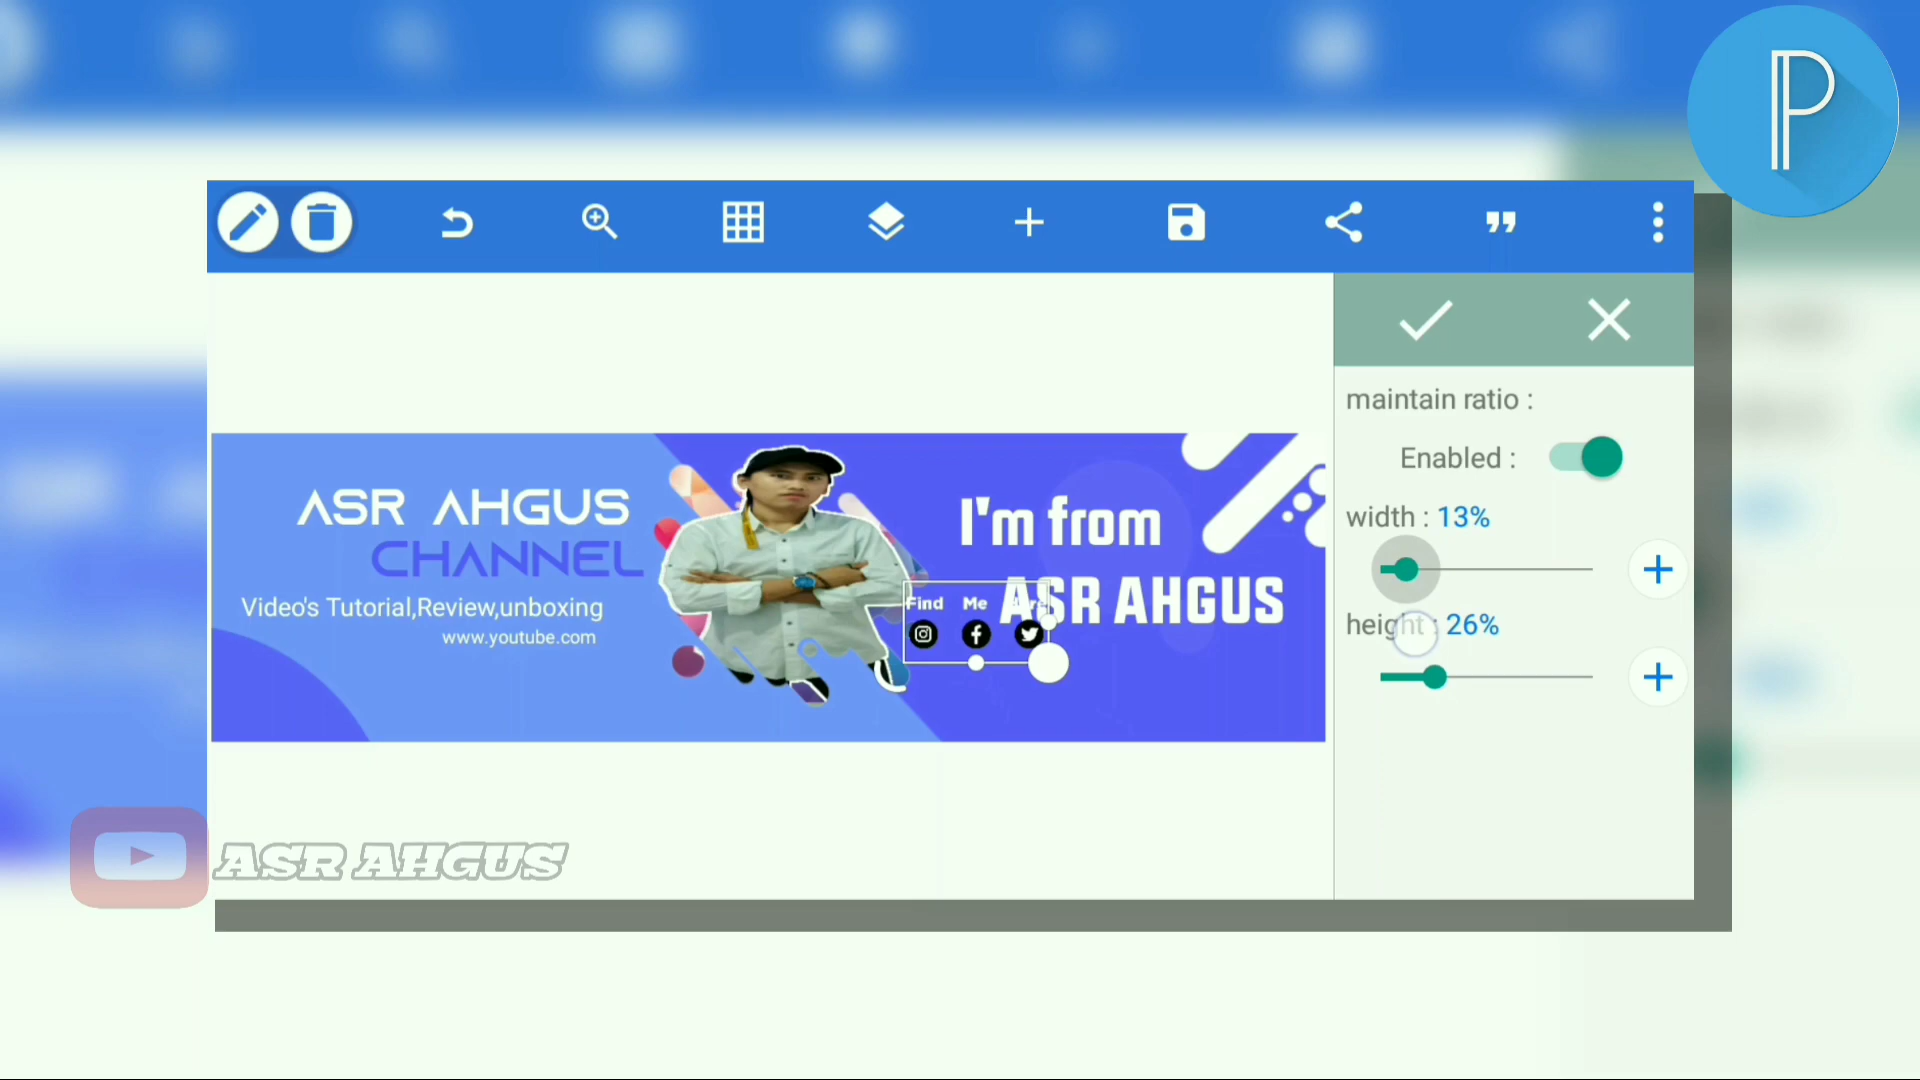 P
maintain ratio :
Enabled :
width : 13%
height : 26%
ASR AHGUS
CHANNEL
Video's Tutorial,Review,unboxing
www.youtube.com
I'm from
ASR AHGUS
Find Me
ASR AHGUS